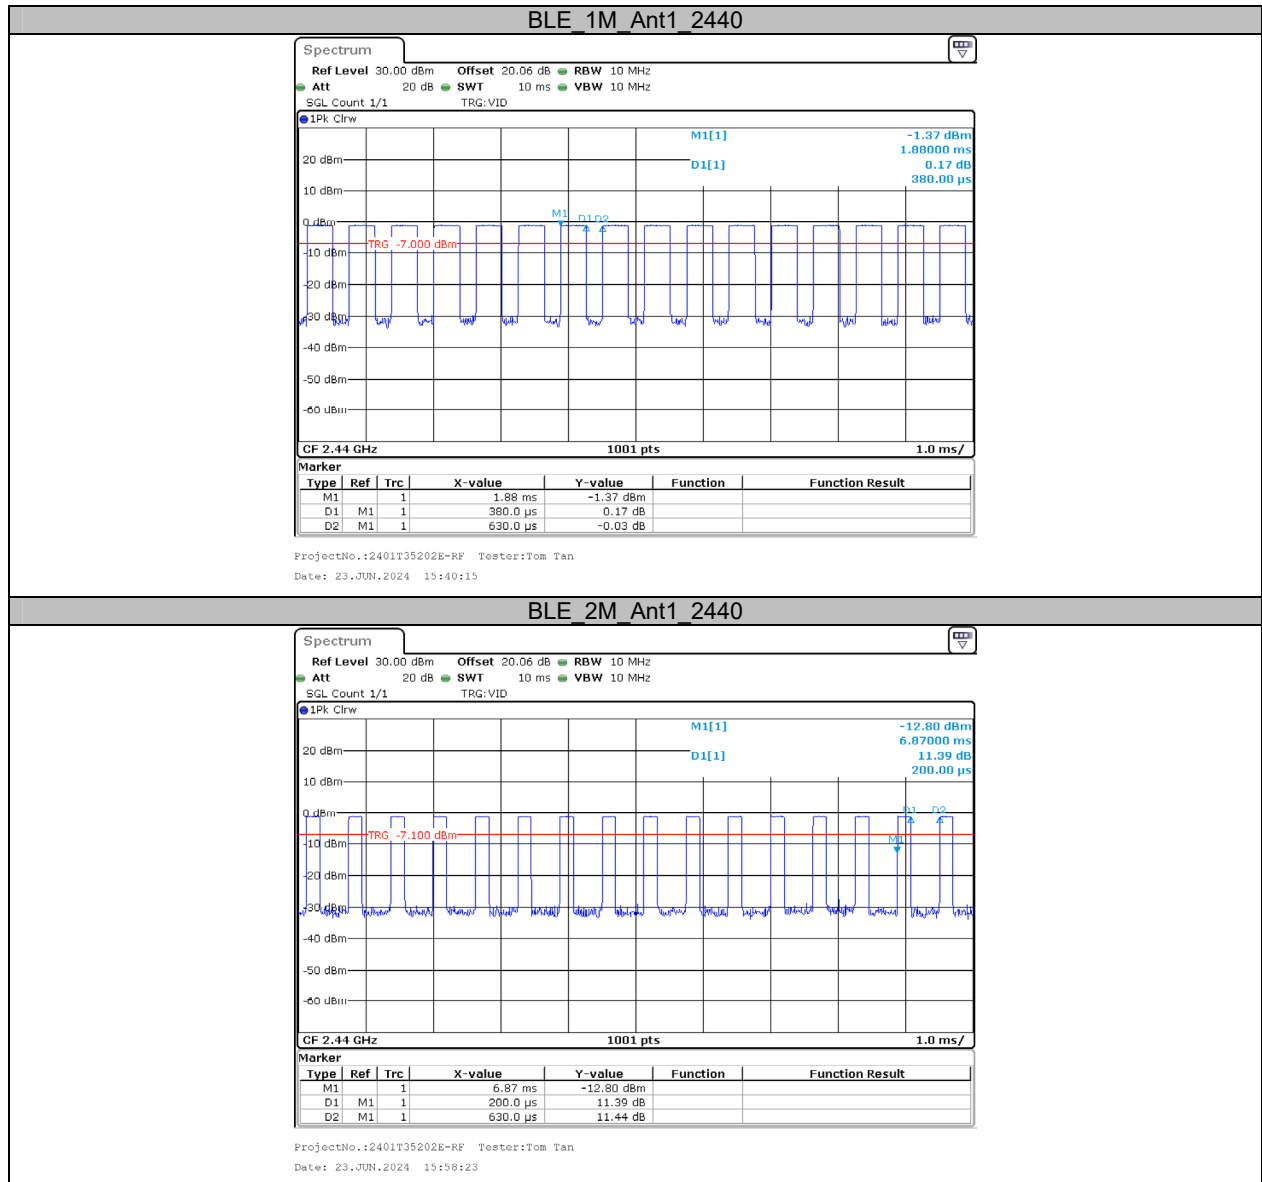 BLE_1M_Ant1_2440
Spectrum
Ref Level 30.00 dBm Offset 20.06 dB RBW 10 MHz
Att 20 dB SWT 10 ms VBW 10 MHz
SGL Count 1/1 TRG:VID
1Pk Clrw
M1[1] -1.37 dBm
1.88000 ms
20 dBm D1[1] 0.17 dB
380.00 µs
10 dBm
M1 D1 D2
0 dBm
TRG -7.000 dBm
-10 dBm
-20 dBm
-30 dBm
-40 dBm
-50 dBm
-60 dBm
CF 2.44 GHz 1001 pts 1.0 ms/
Marker
Type Ref Trc X-value Y-value Function Function Result
M1 1 1.88 ms -1.37 dBm
D1 M1 1 380.0 µs 0.17 dB
D2 M1 1 630.0 µs -0.03 dB
ProjectNo.:2401T35202E-RF Tester:Tom Tan
Date: 23.JUN.2024 15:40:15
BLE_2M_Ant1_2440
Spectrum
Ref Level 30.00 dBm Offset 20.06 dB RBW 10 MHz
Att 20 dB SWT 10 ms VBW 10 MHz
SGL Count 1/1 TRG:VID
1Pk Clrw
M1[1] -12.80 dBm
6.87000 ms
20 dBm D1[1] 11.39 dB
200.00 µs
10 dBm
0 dBm D1 D2
TRG -7.100 dBm
-10 dBm M1
-20 dBm
-30 dBm
-40 dBm
-50 dBm
-60 dBm
CF 2.44 GHz 1001 pts 1.0 ms/
Marker
Type Ref Trc X-value Y-value Function Function Result
M1 1 6.87 ms -12.80 dBm
D1 M1 1 200.0 µs 11.39 dB
D2 M1 1 630.0 µs 11.44 dB
ProjectNo.:2401T35202E-RF Tester:Tom Tan
Date: 23.JUN.2024 15:58:23